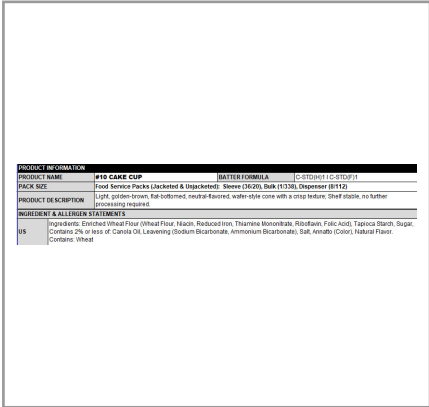 PRODUCT INFORMATION
PRODUCT NAME #10 CAKE CUP BATTER FORMULA C-STD(H)1 I C-STD(F)1
PACK SIZE Food Service Packs (Jacketed & Unjacketed): Sleeve (36/20), Bulk (1/338), Dispenser (8/112)
PRODUCT DESCRIPTION Light, golden-brown, flat-bottomed, neutral-flavored, wafer-style cone with a crisp texture; Shelf stable, no further
processing required.
INGREDIENT & ALLERGEN STATEMENTS
US Ingredients: Enriched Wheat Flour (Wheat Flour, Niacin, Reduced Iron, Thiamine Mononitrate, Riboflavin, Folic Acid), Tapioca Starch, Sugar,
Contains 2% or less of: Canola Oil, Leavening (Sodium Bicarbonate, Ammonium Bicarbonate), Salt, Annatto (Color), Natural Flavor.
Contains: Wheat